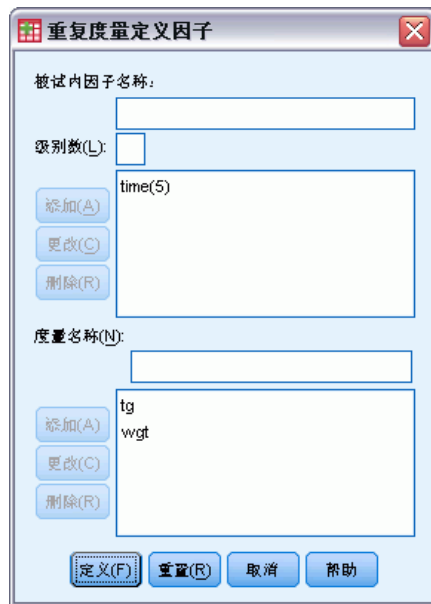 重复度量定义因子
被试内因子名称:
级别数(L):
time(5)
添加(A)
更改(C)
删除(R)
度量名称(N):
tg
wgt
添加(A)
更改(C)
删除(R)
定义(F) 重置(R) 取消 帮助